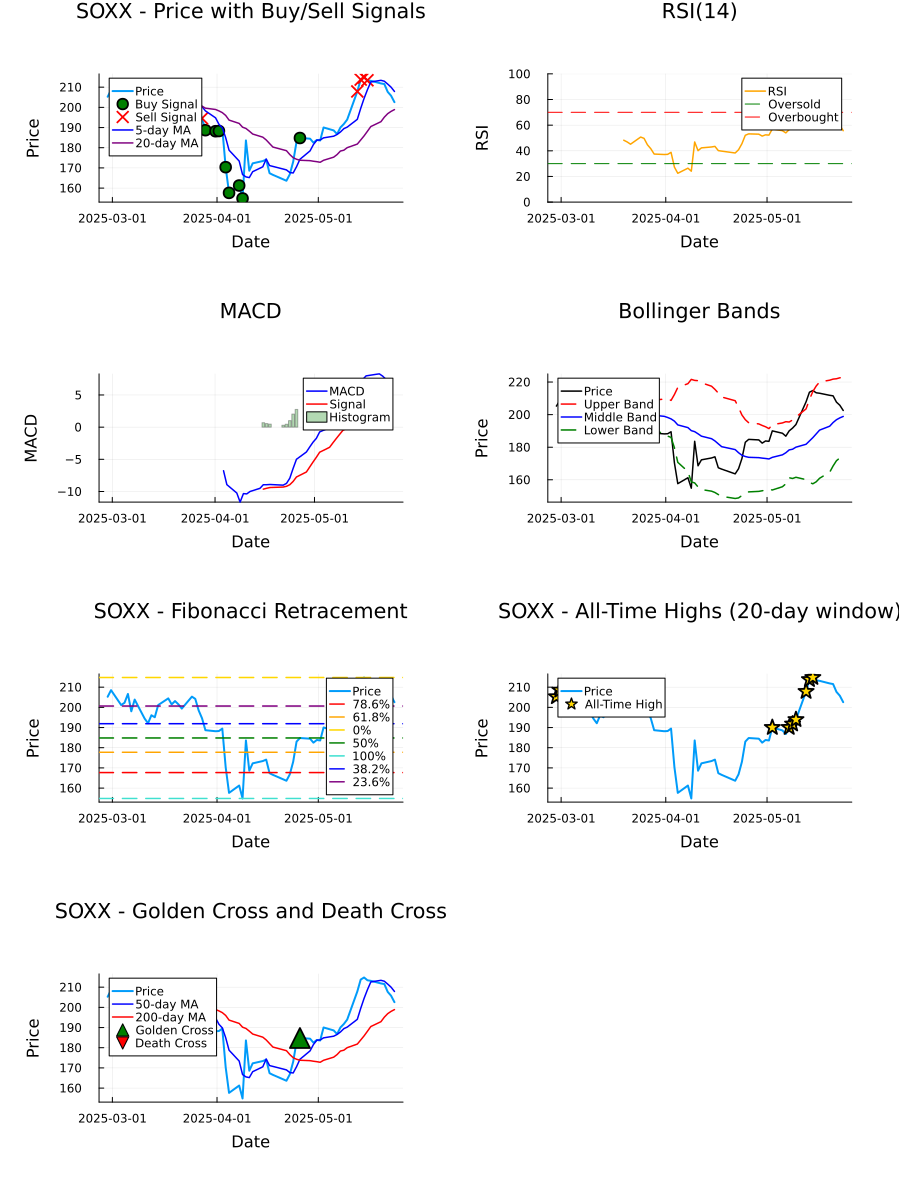 SOXX - Price with Buy/Sell Signals
Price
210
200
190
180
170
160
Price
Buy Signal
Sell Signal
5-day MA
20-day MA
2025-03-01
2025-04-01
2025-05-01
Date
RSI(14)
RSI
100
80
60
40
20
0
RSI
Oversold
Overbought
2025-03-01
2025-04-01
2025-05-01
Date
MACD
MACD
5
0
−5
−10
MACD
Signal
Histogram
2025-03-01
2025-04-01
2025-05-01
Date
Bollinger Bands
Price
220
200
180
160
Price
Upper Band
Middle Band
Lower Band
2025-03-01
2025-04-01
2025-05-01
Date
SOXX - Fibonacci Retracement
Price
210
200
190
180
170
160
Price
78.6%
61.8%
0%
50%
100%
38.2%
23.6%
2025-03-01
2025-04-01
2025-05-01
Date
SOXX - All-Time Highs (20-day window)
Price
210
200
190
180
170
160
Price
All-Time High
2025-03-01
2025-04-01
2025-05-01
Date
SOXX - Golden Cross and Death Cross
Price
210
200
190
180
170
160
Price
50-day MA
200-day MA
Golden Cross
Death Cross
2025-03-01
2025-04-01
2025-05-01
Date